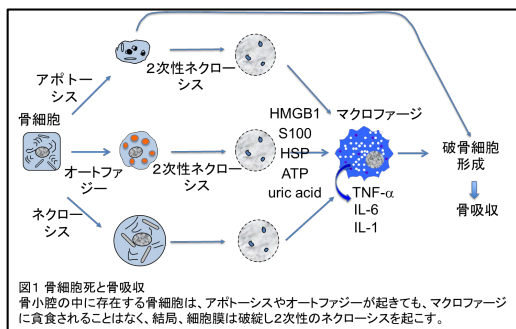 アポトー
シス
2次性ネクロー
シス
骨細胞
オートファ
ジー
2次性ネクロー
シス
ネクロー
シス
HMGB1
S100
HSP
ATP
uric acid
マクロファージ
TNF-α
IL-6
IL-1
破骨細胞
形成
骨吸収
図1 骨細胞死と骨吸収
骨小腔の中に存在する骨細胞は、アポトーシスやオートファジーが起きても、マクロファージ
に貪食されることはなく、結局、細胞膜は破綻し2次性のネクローシスを起こす。